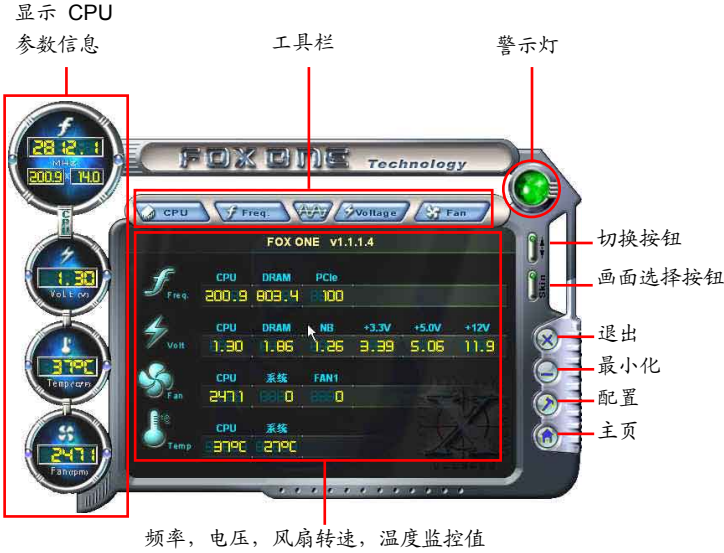 显示 CPU
参数信息
工具栏
警示灯
f
2812.1
MHz
200.9 x 14.0
CPU
1.30
Volt (v)
37℃
2471
FOX ONE Technology
CPU Freq. Voltage Fan
FOX ONE v1.1.1.4
CPU DRAM PCIe
Freq. 200.9 803.4 100
CPU DRAM NB +3.3V +5.0V +12V
Volt 1.30 1.86 1.26 3.39 5.06 11.9
CPU 系统 FAN1
Fan 2471 0 0
CPU 系统
Temp 37℃ 27℃
Skin
切换按钮
画面选择按钮
退出
最小化
配置
主页
频率，电压，风扇转速，温度监控值